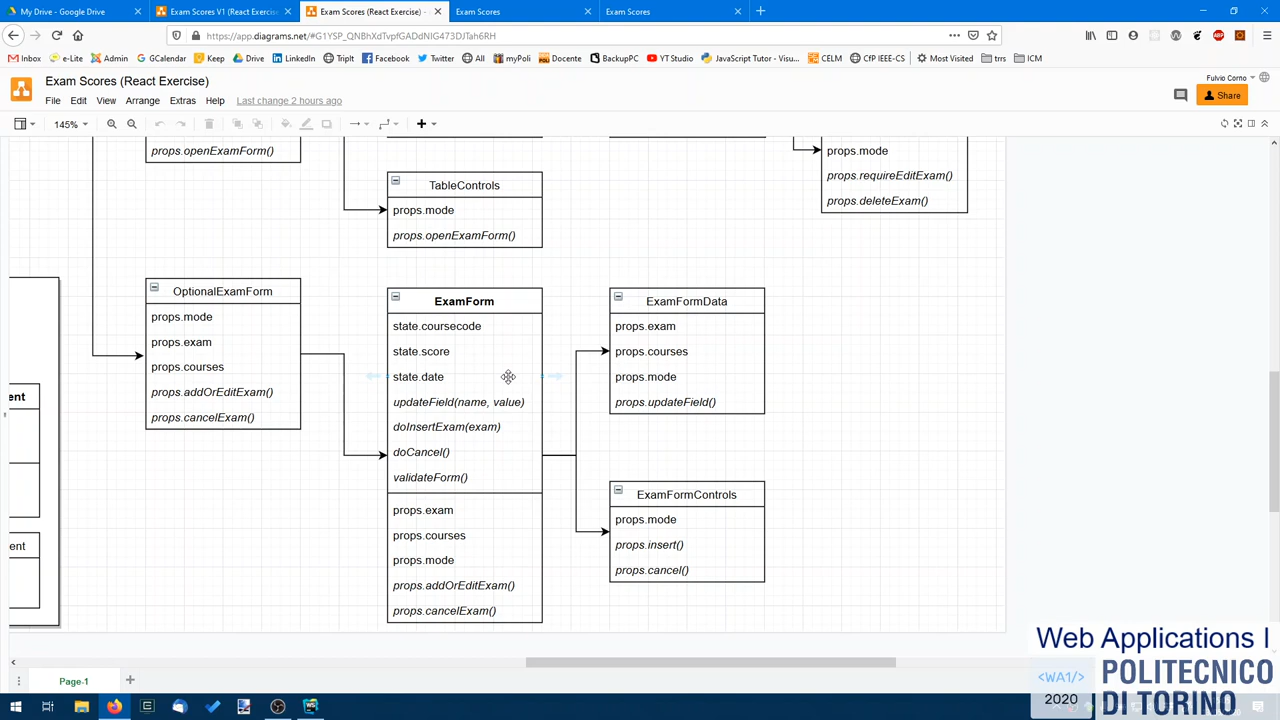 My Drive - Google Drive
Exam Scores V1 (React Exercise
Exam Scores (React Exercise) -
Exam Scores
Exam Scores
https://app.diagrams.net/#G1YSP_QNBhXdTvpfGADdNIG473DJTah6RH
Inbox
e-Lite
Admin
GCalendar
Keep
Drive
LinkedIn
TripIt
Facebook
Twitter
All
myPoli
Docente
BackupPC
YT Studio
JavaScript Tutor - Visu...
CELM
CfP IEEE-CS
Most Visited
trrs
ICM
Exam Scores (React Exercise)
Fulvio Corno
File
Edit
View
Arrange
Extras
Help
Last change 2 hours ago
Share
145%
props.openExamForm()
TableControls
props.mode
props.openExamForm()
props.mode
props.requireEditExam()
props.deleteExam()
ent
ent
OptionalExamForm
props.mode
props.exam
props.courses
props.addOrEditExam()
props.cancelExam()
ExamForm
state.coursecode
state.score
state.date
updateField(name, value)
doInsertExam(exam)
doCancel()
validateForm()
props.exam
props.courses
props.mode
props.addOrEditExam()
props.cancelExam()
ExamFormData
props.exam
props.courses
props.mode
props.updateField()
ExamFormControls
props.mode
props.insert()
props.cancel()
Page-1
Web Applications I
<WA1/>
2020
POLITECNICO
DI TORINO